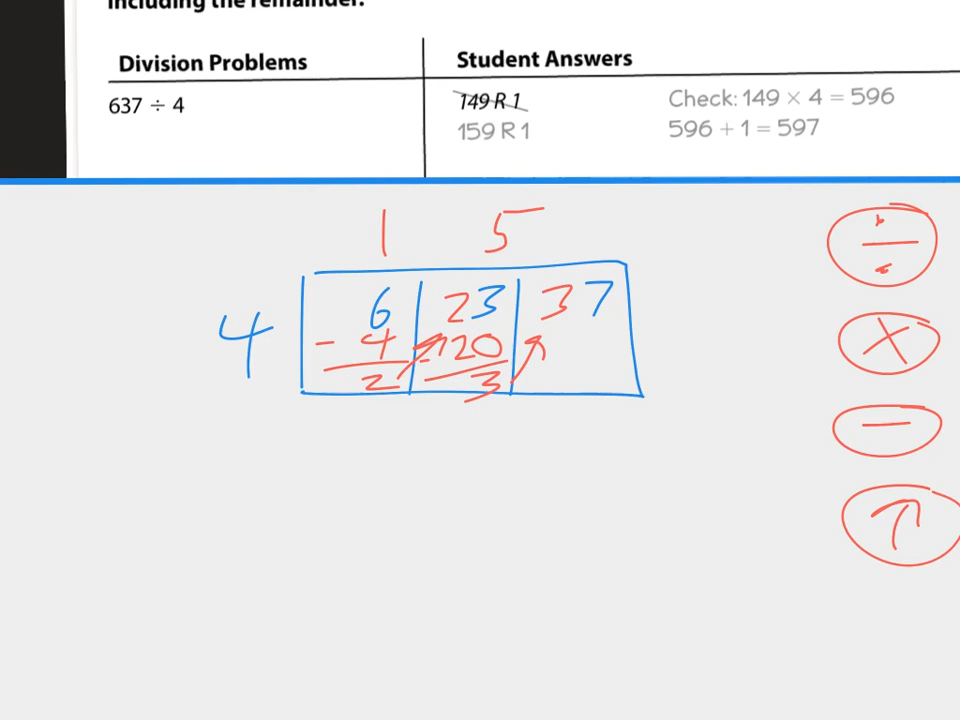 including the remainder.
Division Problems Student Answers
637 ÷ 4 149 R 1 Check: 149 × 4 = 596
159 R 1 596 + 1 = 597
1 5
4 6 23 37
- 4 - 20
2 3
÷
×
−
↑